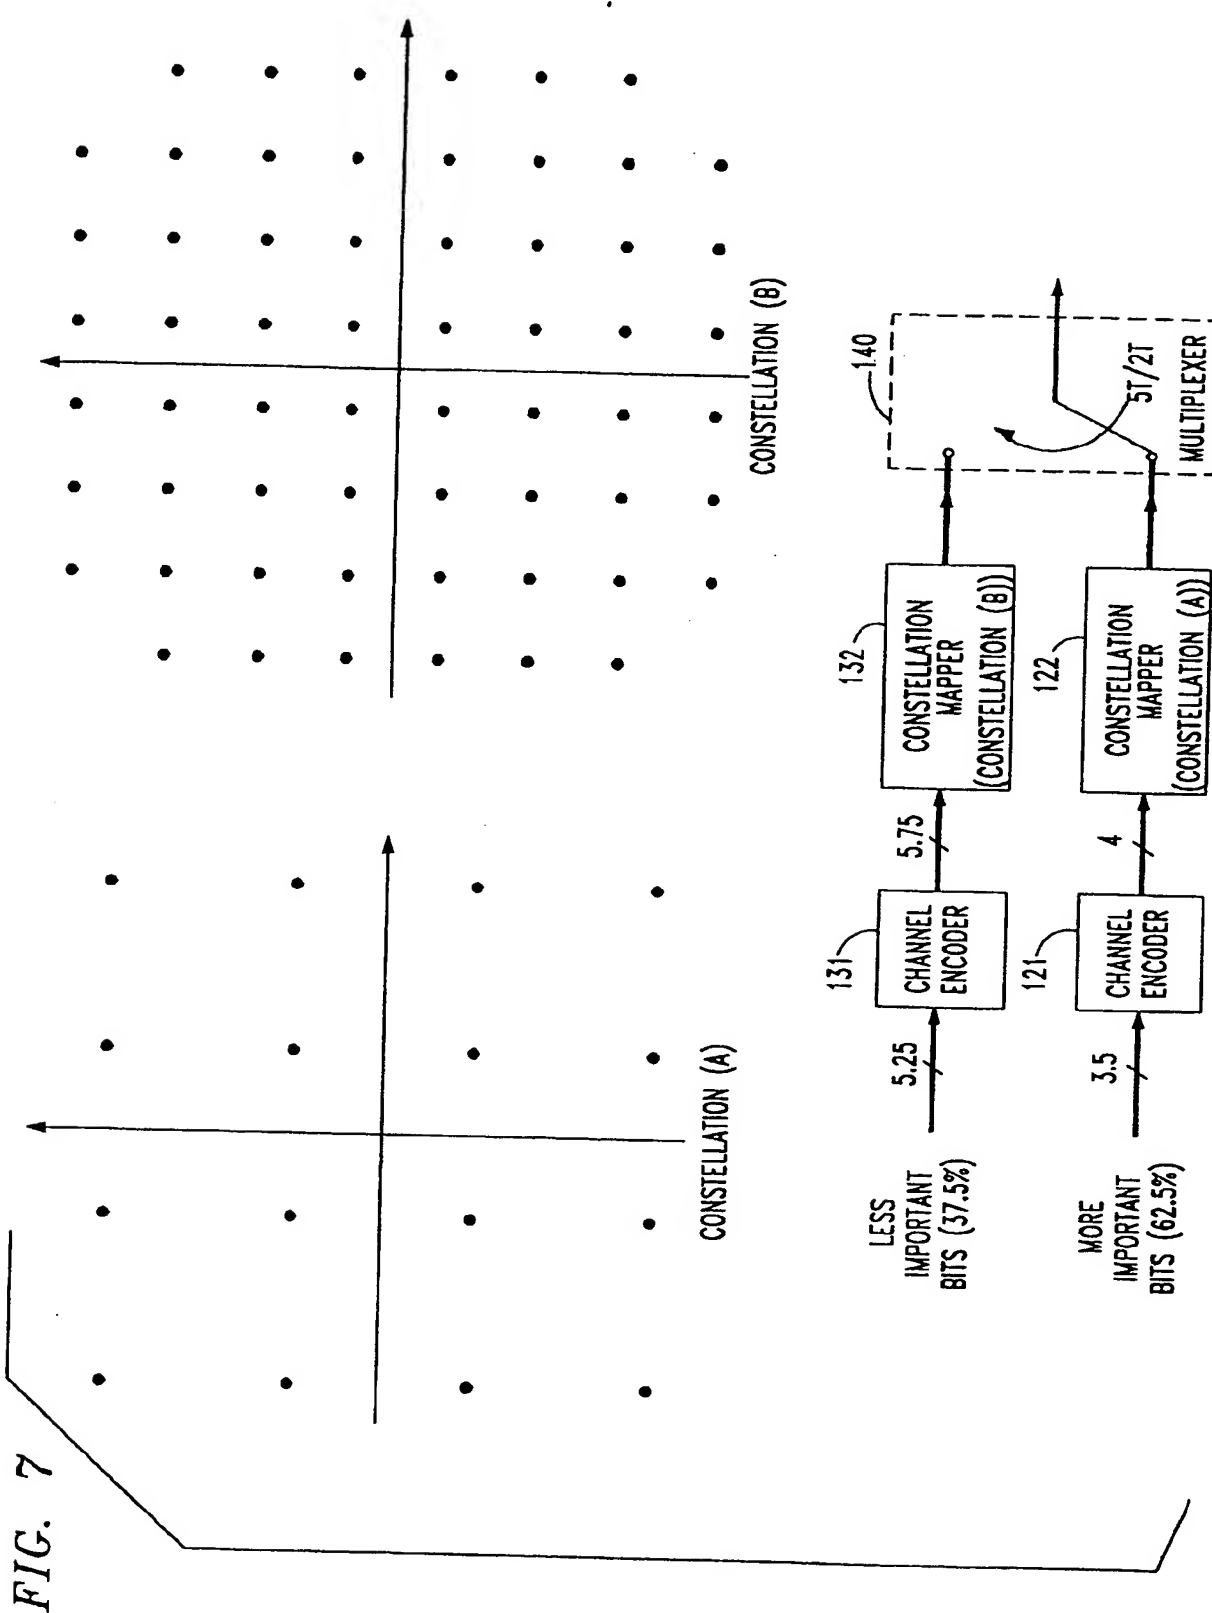 FIG. 7
CONSTELLATION (A)
CONSTELLATION (B)
LESS
IMPORTANT
BITS (37.5%)
5.25
131
CHANNEL
ENCODER
5.75
132
CONSTELLATION
MAPPER
(CONSTELLATION (B))
140
MORE
IMPORTANT
BITS (62.5%)
3.5
121
CHANNEL
ENCODER
4
122
CONSTELLATION
MAPPER
(CONSTELLATION (A))
5T/2T
MULTIPLEXER